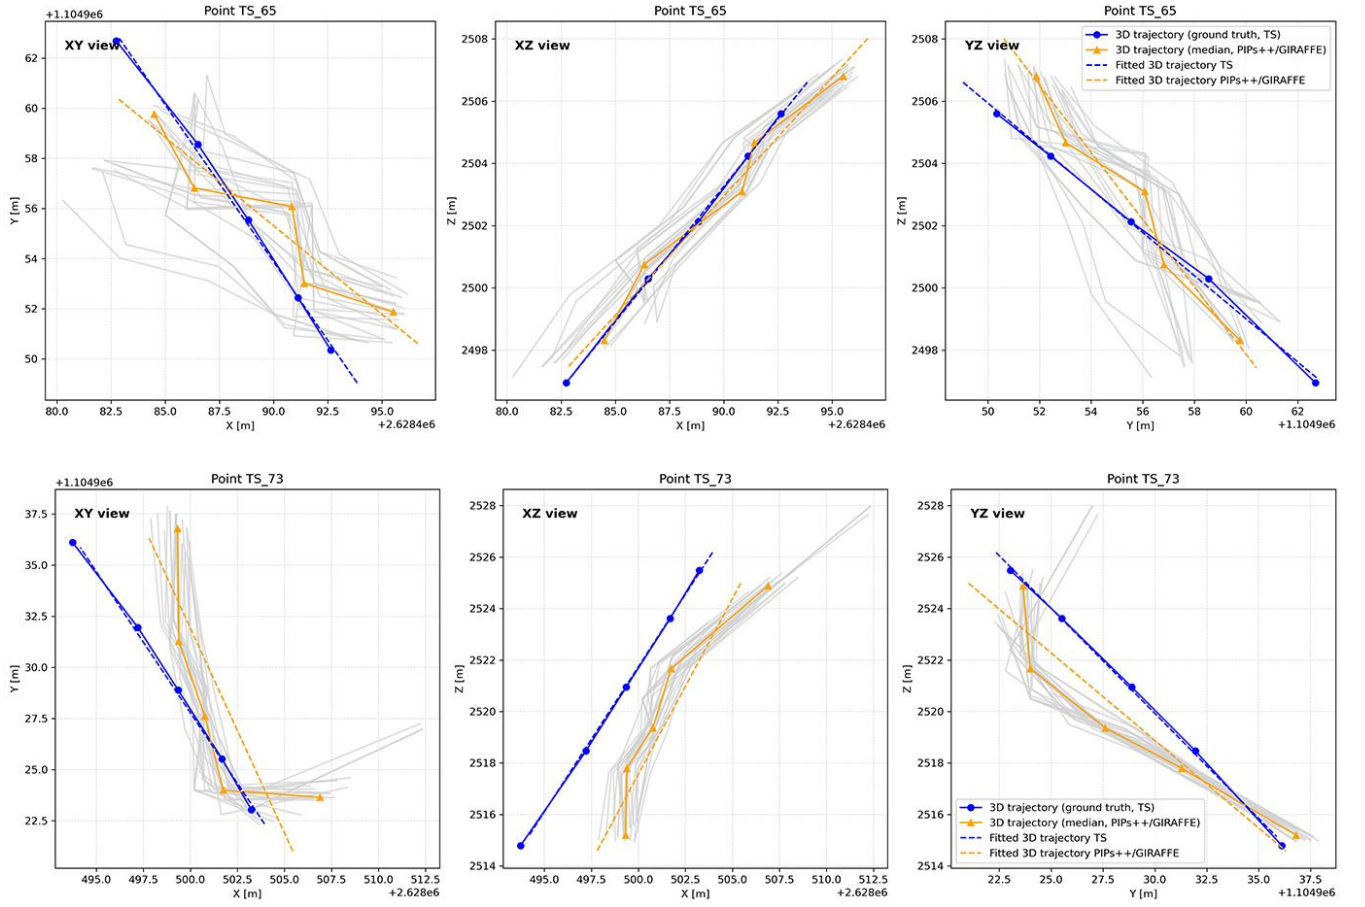 Point TS_65
+1.1049e6
XY view
62
60
58
56
54
52
50
Y [m]
80.0
82.5
85.0
87.5
90.0
92.5
95.0
X [m]
+2.6284e6
Point TS_65
XZ view
2508
2506
2504
2502
2500
2498
Z [m]
80.0
82.5
85.0
87.5
90.0
92.5
95.0
X [m]
+2.6284e6
Point TS_65
YZ view
3D trajectory (ground truth, TS)
3D trajectory (median, PIPs++/GIRAFFE)
Fitted 3D trajectory TS
Fitted 3D trajectory PIPs++/GIRAFFE
2508
2506
2504
2502
2500
2498
Z [m]
50
52
54
56
58
60
62
Y [m]
+1.1049e6
Point TS_73
+1.1049e6
XY view
37.5
35.0
32.5
30.0
27.5
25.0
22.5
Y [m]
495.0
497.5
500.0
502.5
505.0
507.5
510.0
512.5
X [m]
+2.628e6
Point TS_73
XZ view
2528
2526
2524
2522
2520
2518
2516
2514
Z [m]
495.0
497.5
500.0
502.5
505.0
507.5
510.0
512.5
X [m]
+2.628e6
Point TS_73
YZ view
2528
2526
2524
2522
2520
2518
2516
2514
Z [m]
3D trajectory (ground truth, TS)
3D trajectory (median, PIPs++/GIRAFFE)
Fitted 3D trajectory TS
Fitted 3D trajectory PIPs++/GIRAFFE
22.5
25.0
27.5
30.0
32.5
35.0
37.5
Y [m]
+1.1049e6